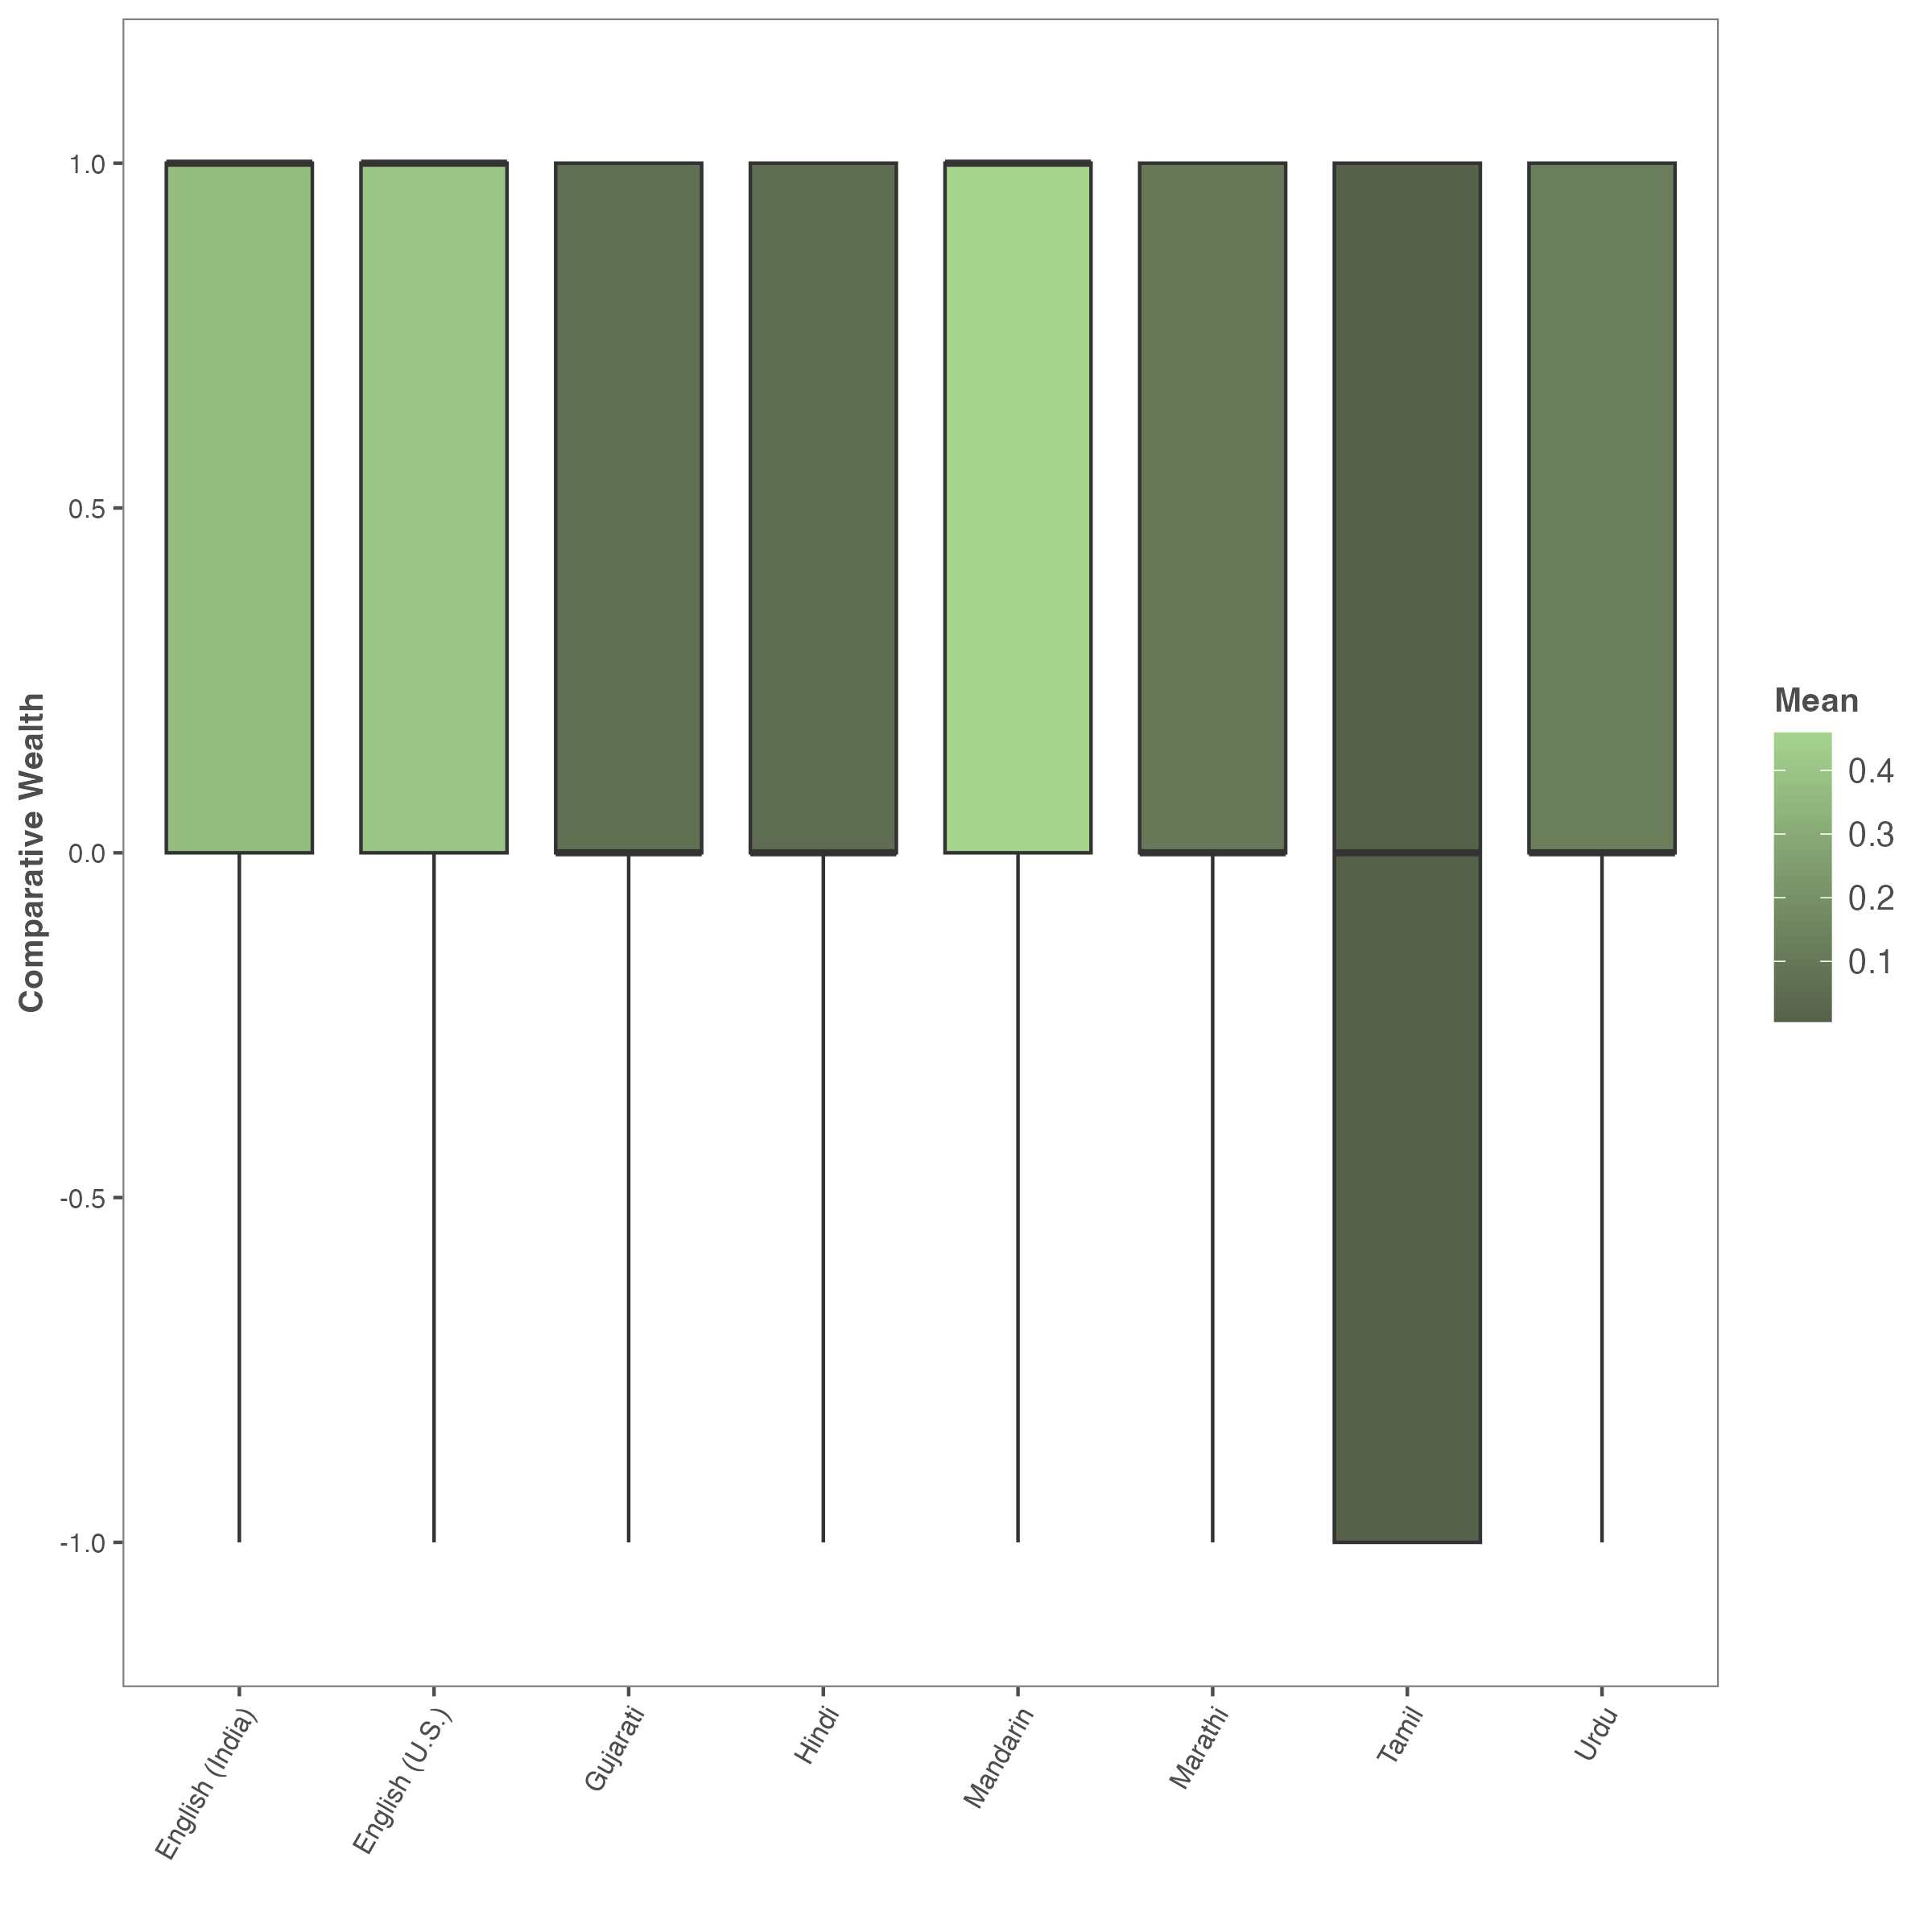 Comparative Wealth
1.0
0.5
0.0
-0.5
-1.0
English (India)
English (U.S.)
Gujarati
Hindi
Mandarin
Marathi
Tamil
Urdu
Mean
0.4
0.3
0.2
0.1